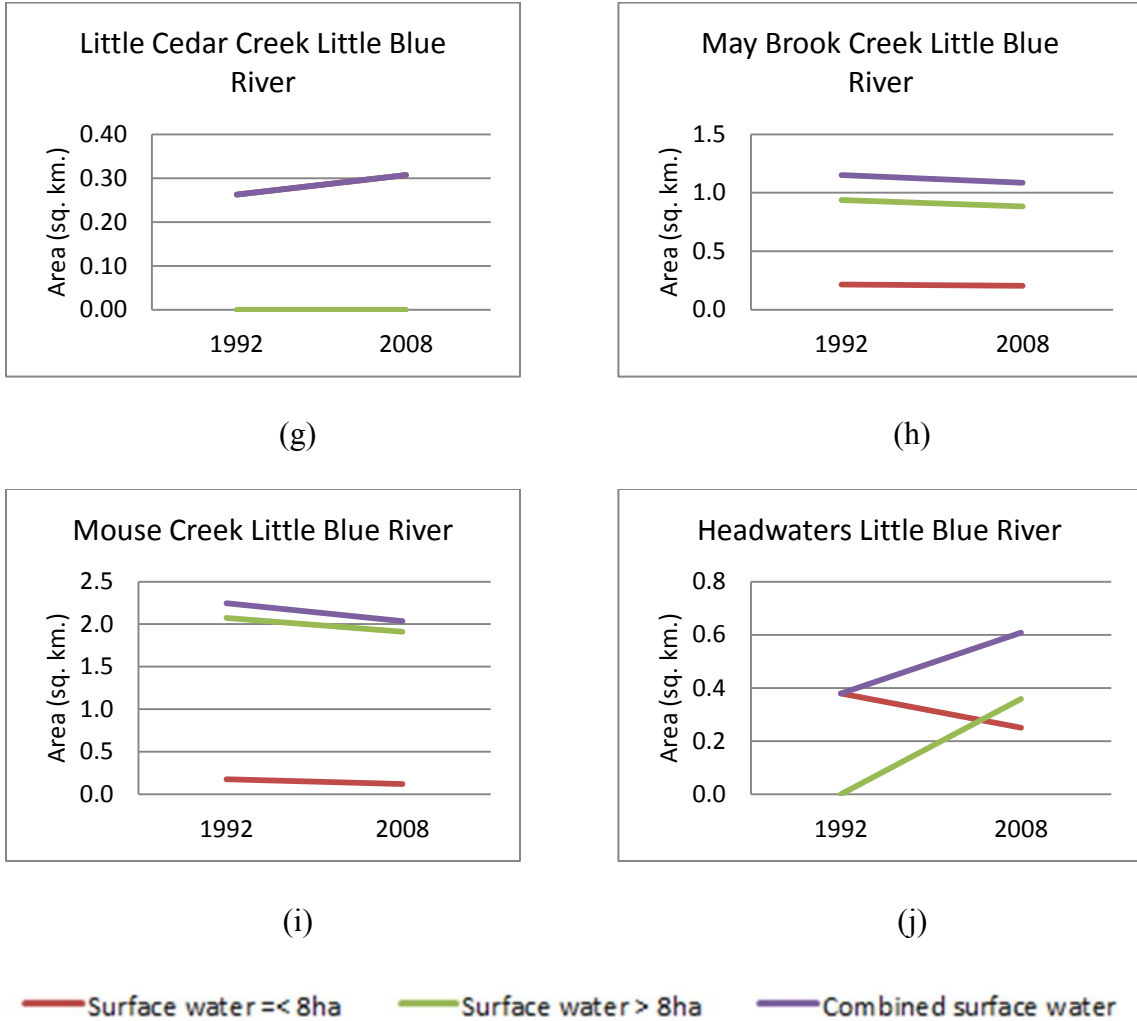 Little Cedar Creek Little Blue
River
Area (sq. km.)
0.40
0.30
0.20
0.10
0.00
1992 2008
(g)
May Brook Creek Little Blue
River
Area (sq. km.)
1.5
1.0
0.5
0.0
1992 2008
(h)
Mouse Creek Little Blue River
Area (sq. km.)
2.5
2.0
1.5
1.0
0.5
0.0
1992 2008
(i)
Headwaters Little Blue River
Area (sq. km.)
0.8
0.6
0.4
0.2
0.0
1992 2008
(j)
Surface water =< 8ha Surface water > 8ha Combined surface water